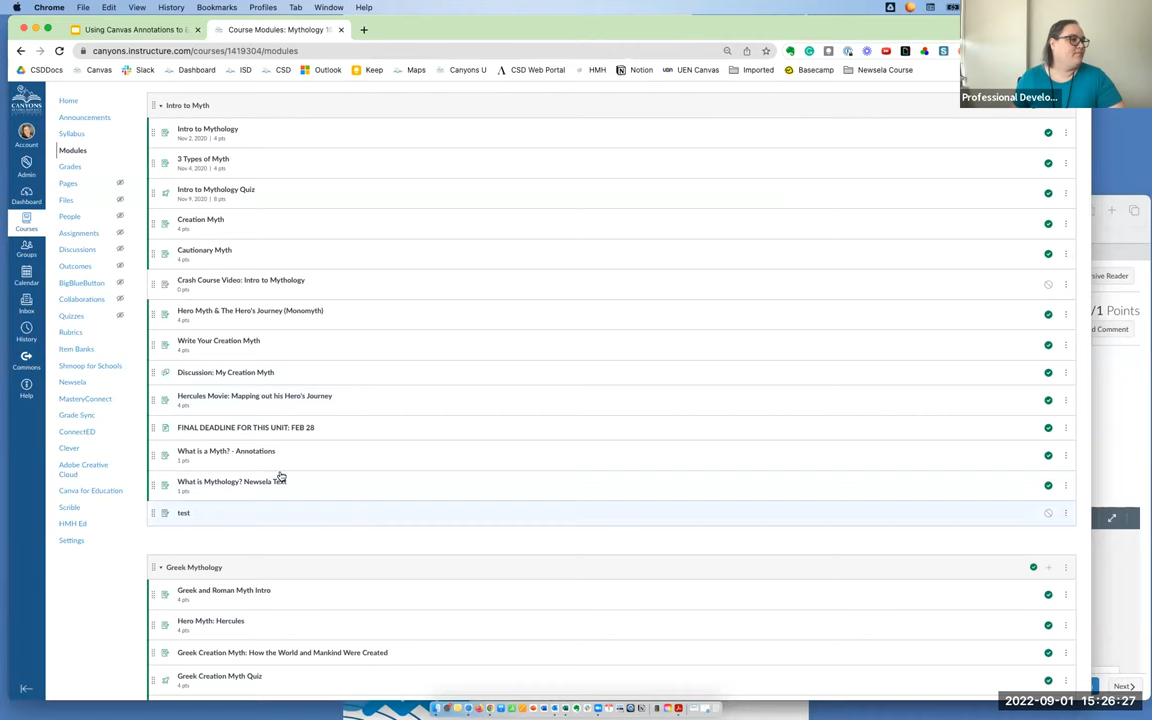 Chrome File Edit View History Bookmarks Profiles Tab Window Help
Using Canvas Annotations to E
Course Modules: Mythology 10
canyons.instructure.com/courses/1419304/modules
CSDDocs Canvas Slack Dashboard ISD CSD Outlook Keep Maps Canyons U CSD Web Portal HMH Notion UEN Canvas Imported Basecamp Newsela Course
Professional Develo...
Account
Admin
Dashboard
Courses
Groups
Calendar
Inbox
History
Commons
Help
Home
Announcements
Syllabus
Modules
Grades
Pages
Files
People
Assignments
Discussions
Outcomes
BigBlueButton
Collaborations
Quizzes
Rubrics
Item Banks
Shmoop for Schools
Newsela
MasteryConnect
Grade Sync
ConnectED
Clever
Adobe Creative
Cloud
Canva for Education
Scrible
HMH Ed
Settings
Intro to Myth
Intro to Mythology
Nov 2, 2020 | 4 pts
3 Types of Myth
Nov 4, 2020 | 4 pts
Intro to Mythology Quiz
Nov 9, 2020 | 8 pts
Creation Myth
4 pts
Cautionary Myth
4 pts
Crash Course Video: Intro to Mythology
0 pts
Hero Myth & The Hero's Journey (Monomyth)
4 pts
Write Your Creation Myth
4 pts
Discussion: My Creation Myth
Hercules Movie: Mapping out his Hero's Journey
4 pts
FINAL DEADLINE FOR THIS UNIT: FEB 28
What is a Myth? - Annotations
1 pts
What is Mythology? Newsela Text
1 pts
test
Greek Mythology
Greek and Roman Myth Intro
4 pts
Hero Myth: Hercules
4 pts
Greek Creation Myth: How the World and Mankind Were Created
Greek Creation Myth Quiz
4 pts
sive Reader
/1 Points
d Comment
Next
2022-09-01 15:26:27